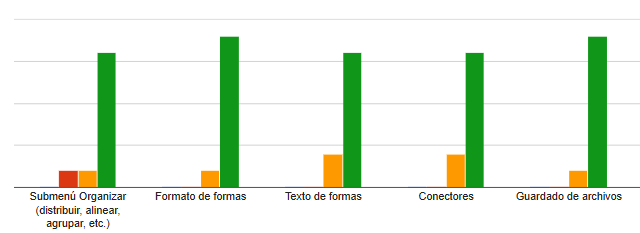 Submenú Organizar
(distribuir, alinear,
agrupar, etc.)
Formato de formas
Texto de formas
Conectores
Guardado de archivos